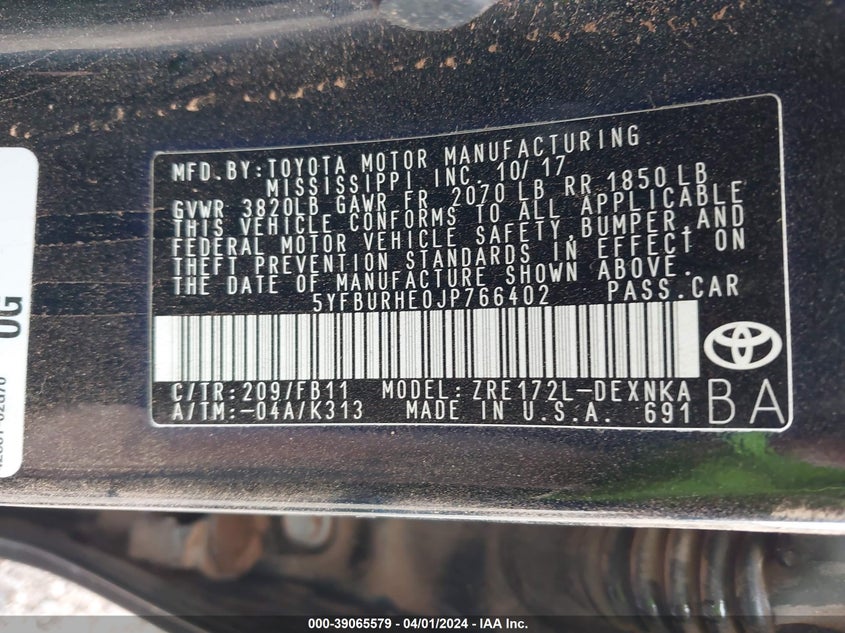 MFD.BY:TOYOTA MOTOR MANUFACTURING
MISSISSIPPI INC. 10/17
GVWR 3820LB GAWR FR 2070 LB RR 1850 LB
THIS VEHICLE CONFORMS TO ALL APPLICABLE
FEDERAL MOTOR VEHICLE SAFETY,BUMPER,AND
THEFT PREVENTION STANDARDS IN EFFECT ON
THE DATE OF MANUFACTURE SHOWN ABOVE.
5YFBURHE0JP766402 PASS.CAR
C/TR:209/FB11 MODEL:ZRE172L-DEXNKA
A/TM:-04A/K313 MADE IN U.S.A. 691
BA
0G
000-39065579 - 04/01/2024 - IAA Inc.